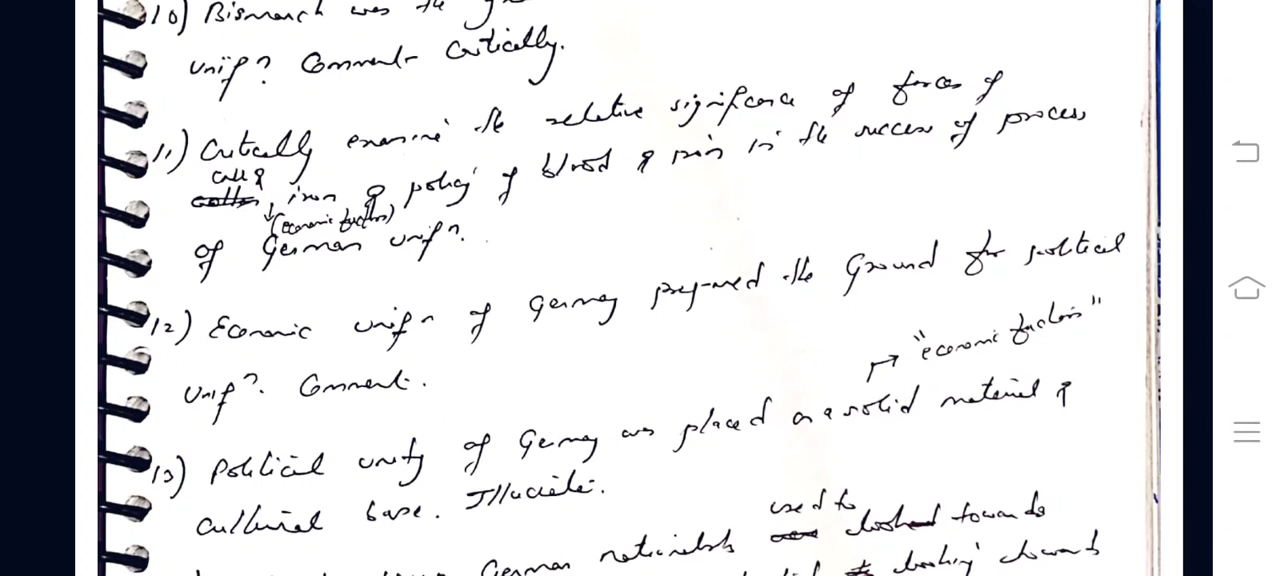 10) Bismarck was the
Unifn? Comment Critically.
11) Critically examine the relative significance of forces of
coal &
iron & policy of blood & iron in the success of process
(economic factors)
of German unifn.
12) Economic unifn of Germany prepared the Ground for political
Unifn. Comment.
→ "economic factors"
13) Political unity of Germany was placed on a solid material &
cultural base. Illucidate.
used to
German nationalists looked towards
looking towards